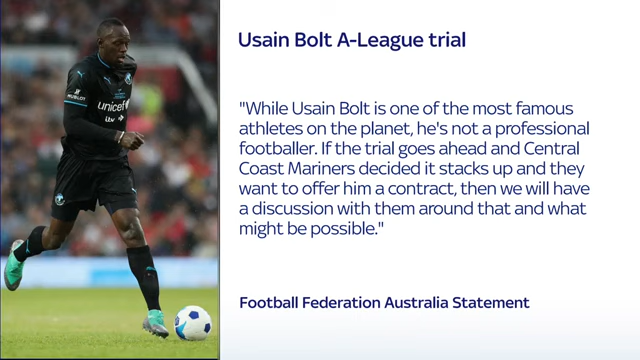 Usain Bolt A-League trial
"While Usain Bolt is one of the most famous
athletes on the planet, he's not a professional
footballer. If the trial goes ahead and Central
Coast Mariners decided it stacks up and they
want to offer him a contract, then we will have
a discussion with them around that and what
might be possible."
Football Federation Australia Statement
HUBLOT
unicef
itv